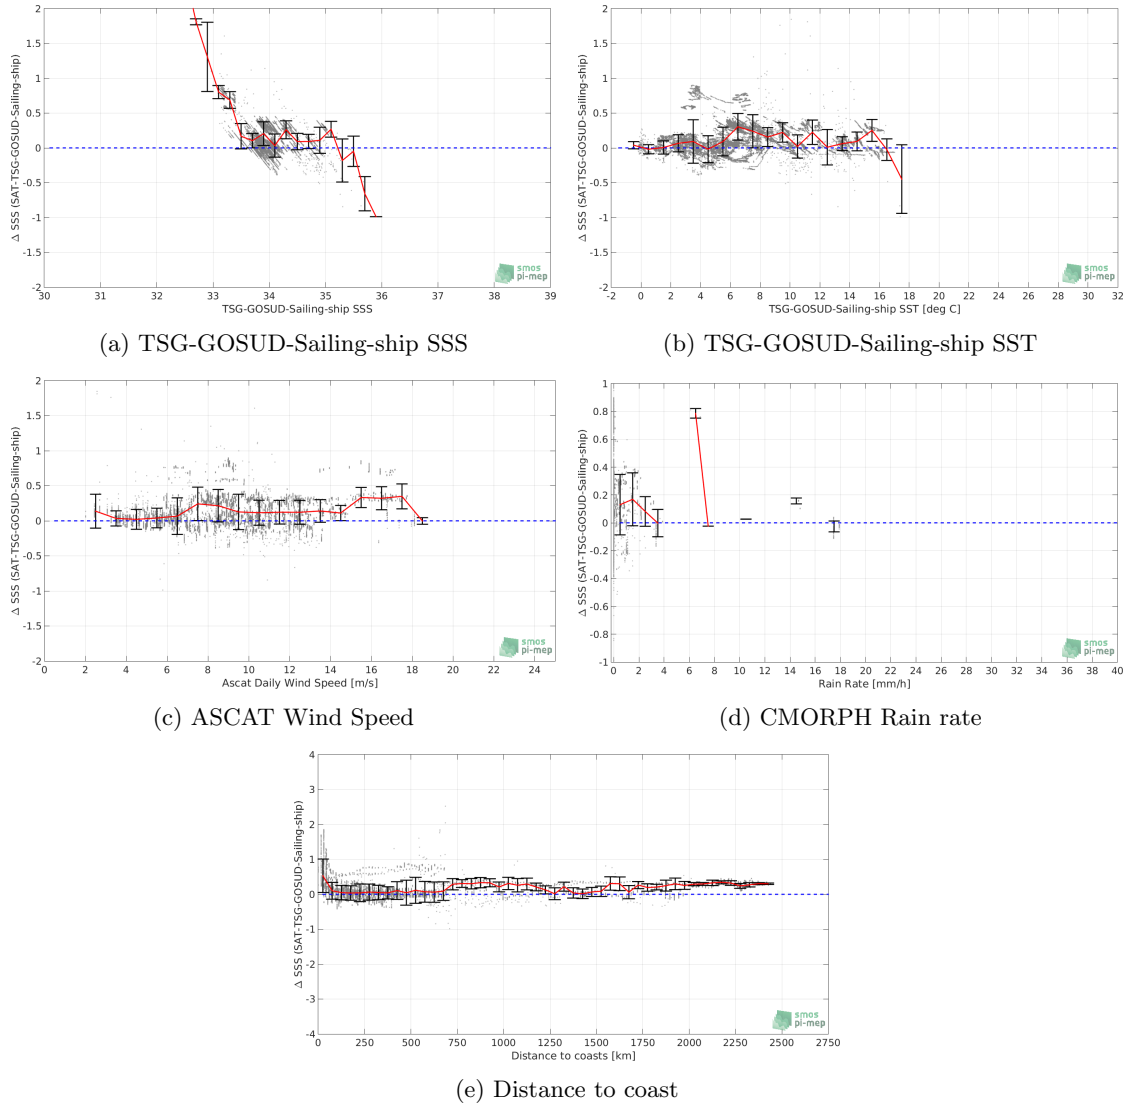 2
1.5
1
0.5
0
-0.5
-1
-1.5
-2
Δ SSS (SAT-TSG-GOSUD-Sailing-ship)
30 31 32 33 34 35 36 37 38 39
TSG-GOSUD-Sailing-ship SSS
smos
pi-mep
(a) TSG-GOSUD-Sailing-ship SSS
2
1.5
1
0.5
0
-0.5
-1
-1.5
-2
Δ SSS (SAT-TSG-GOSUD-Sailing-ship)
-2 0 2 4 6 8 10 12 14 16 18 20 22 24 26 28 30 32
TSG-GOSUD-Sailing-ship SST [deg C]
smos
pi-mep
(b) TSG-GOSUD-Sailing-ship SST
2
1.5
1
0.5
0
-0.5
-1
-1.5
-2
Δ SSS (SAT-TSG-GOSUD-Sailing-ship)
0 2 4 6 8 10 12 14 16 18 20 22 24
Ascat Daily Wind Speed [m/s]
smos
pi-mep
(c) ASCAT Wind Speed
1
0.8
0.6
0.4
0.2
0
-0.2
-0.4
-0.6
-0.8
-1
Δ SSS (SAT-TSG-GOSUD-Sailing-ship)
0 2 4 6 8 10 12 14 16 18 20 22 24 26 28 30 32 34 36 38 40
Rain Rate [mm/h]
smos
pi-mep
(d) CMORPH Rain rate
4
3
2
1
0
-1
-2
-3
-4
Δ SSS (SAT-TSG-GOSUD-Sailing-ship)
0 250 500 750 1000 1250 1500 1750 2000 2250 2500 2750
Distance to coasts [km]
smos
pi-mep
(e) Distance to coast